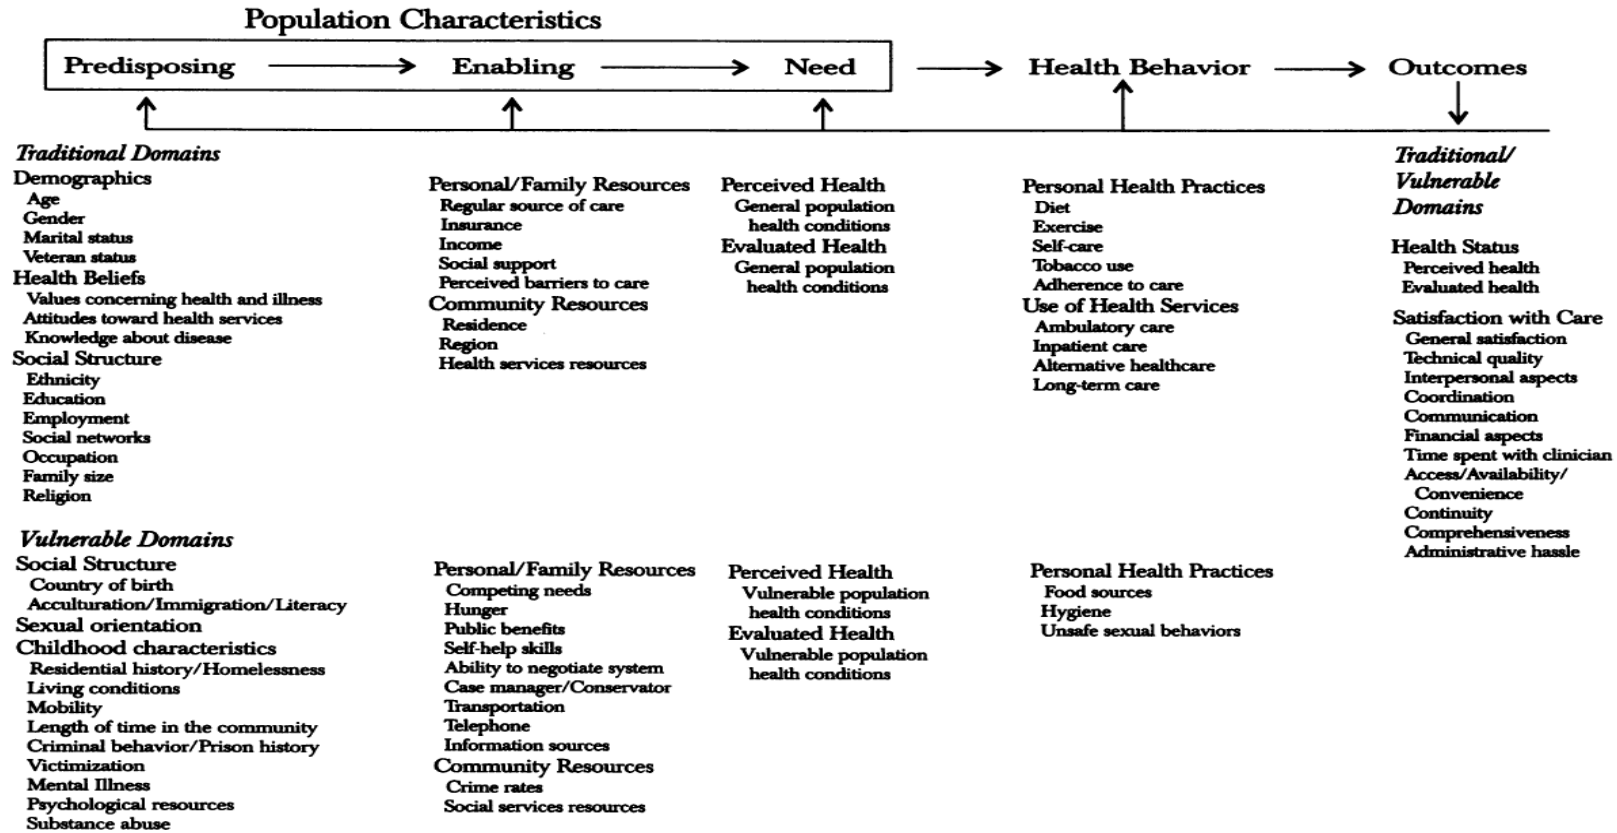 Population Characteristics
Predisposing
Enabling
Need
Health Behavior
Outcomes
Traditional Domains
Demographics
Age
Gender
Marital status
Veteran status
Health Beliefs
Values concerning health and illness
Attitudes toward health services
Knowledge about disease
Social Structure
Ethnicity
Education
Employment
Social networks
Occupation
Family size
Religion
Personal/Family Resources
Regular source of care
Insurance
Income
Social support
Perceived barriers to care
Community Resources
Residence
Region
Health services resources
Perceived Health
General population
health conditions
Evaluated Health
General population
health conditions
Personal Health Practices
Diet
Exercise
Self-care
Tobacco use
Adherence to care
Use of Health Services
Ambulatory care
Inpatient care
Alternative healthcare
Long-term care
Traditional/
Vulnerable
Domains
Health Status
Perceived health
Evaluated health
Satisfaction with Care
General satisfaction
Technical quality
Interpersonal aspects
Coordination
Communication
Financial aspects
Time spent with clinician
Access/Availability/
Convenience
Continuity
Comprehensiveness
Administrative hassle
Vulnerable Domains
Social Structure
Country of birth
Acculturation/Immigration/Literacy
Sexual orientation
Childhood characteristics
Residential history/Homelessness
Living conditions
Mobility
Length of time in the community
Criminal behavior/Prison history
Victimization
Mental Illness
Psychological resources
Substance abuse
Personal/Family Resources
Competing needs
Hunger
Public benefits
Self-help skills
Ability to negotiate system
Case manager/Conservator
Transportation
Telephone
Information sources
Community Resources
Crime rates
Social services resources
Perceived Health
Vulnerable population
health conditions
Evaluated Health
Vulnerable population
health conditions
Personal Health Practices
Food sources
Hygiene
Unsafe sexual behaviors